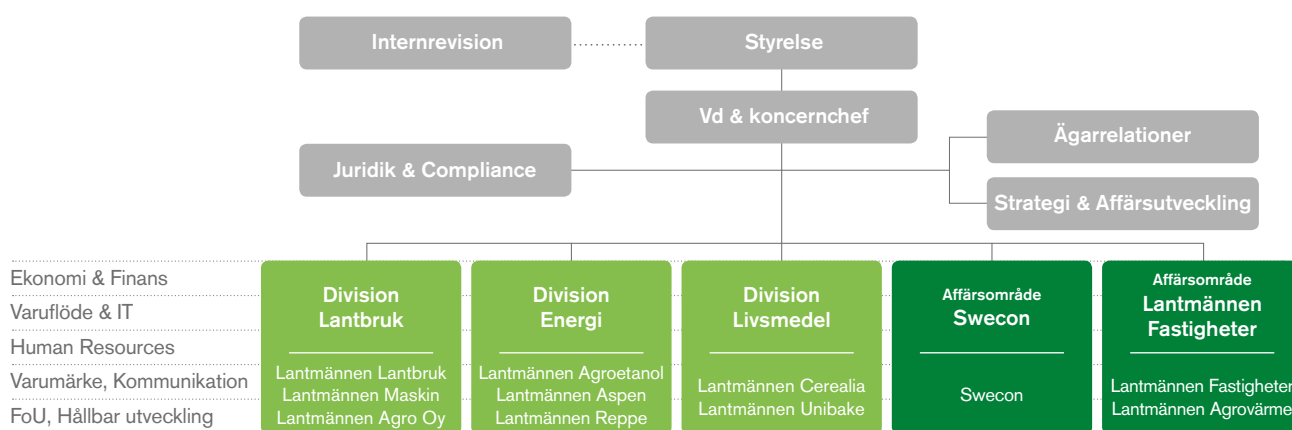 Internrevision
Styrelse
Vd & koncernchef
Ägarrelationer
Juridik & Compliance
Strategi & Affärsutveckling
Ekonomi & Finans
Varuflöde & IT
Human Resources
Varumärke, Kommunikation
FoU, Hållbar utveckling
Division
Lantbruk
Lantmännen Lantbruk
Lantmännen Maskin
Lantmännen Agro Oy
Division
Energi
Lantmännen Agroetanol
Lantmännen Aspen
Lantmännen Reppe
Division
Livsmedel
Lantmännen Cerealia
Lantmännen Unibake
Affärsområde
Swecon
Swecon
Affärsområde
Lantmännen
Fastigheter
Lantmännen Fastigheter
Lantmännen Agrovärme